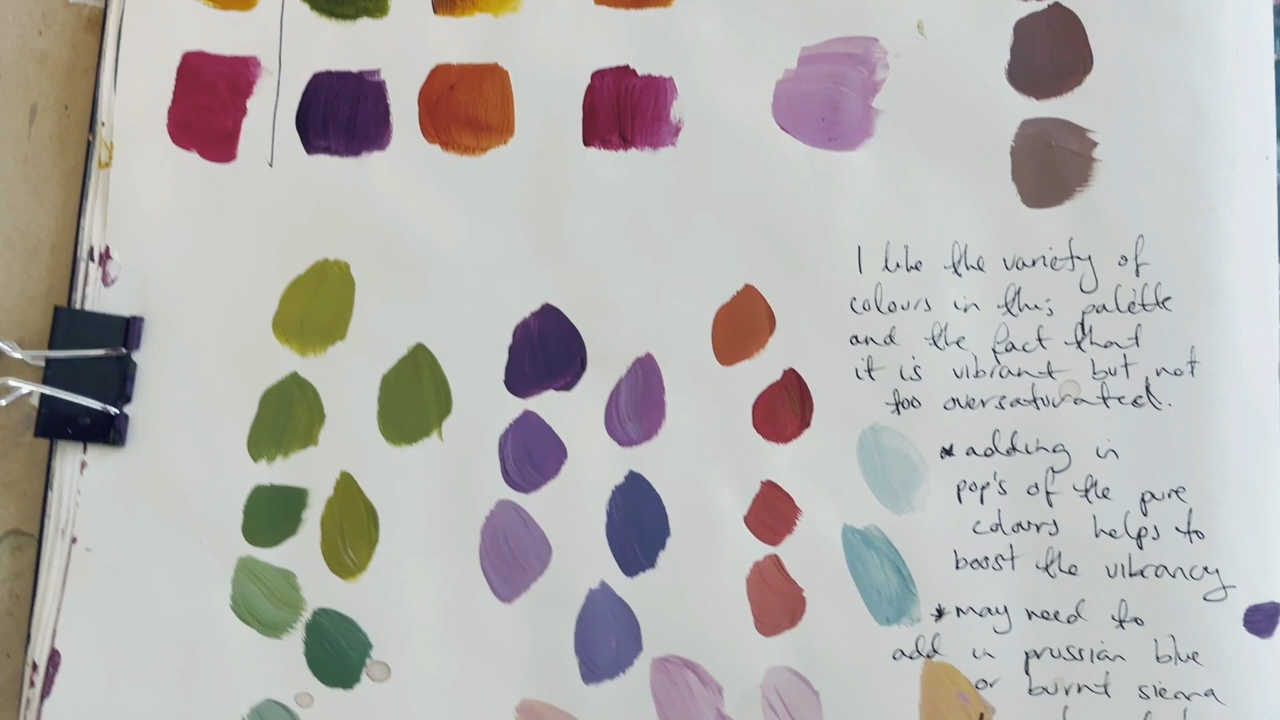 I like the variety of
colours in this palette
and the fact that
it is vibrant but not
too oversaturated.
* adding in
pop's of the pure
colours helps to
boost the vibrancy
* may need to
add in prussian blue
or burnt sienna